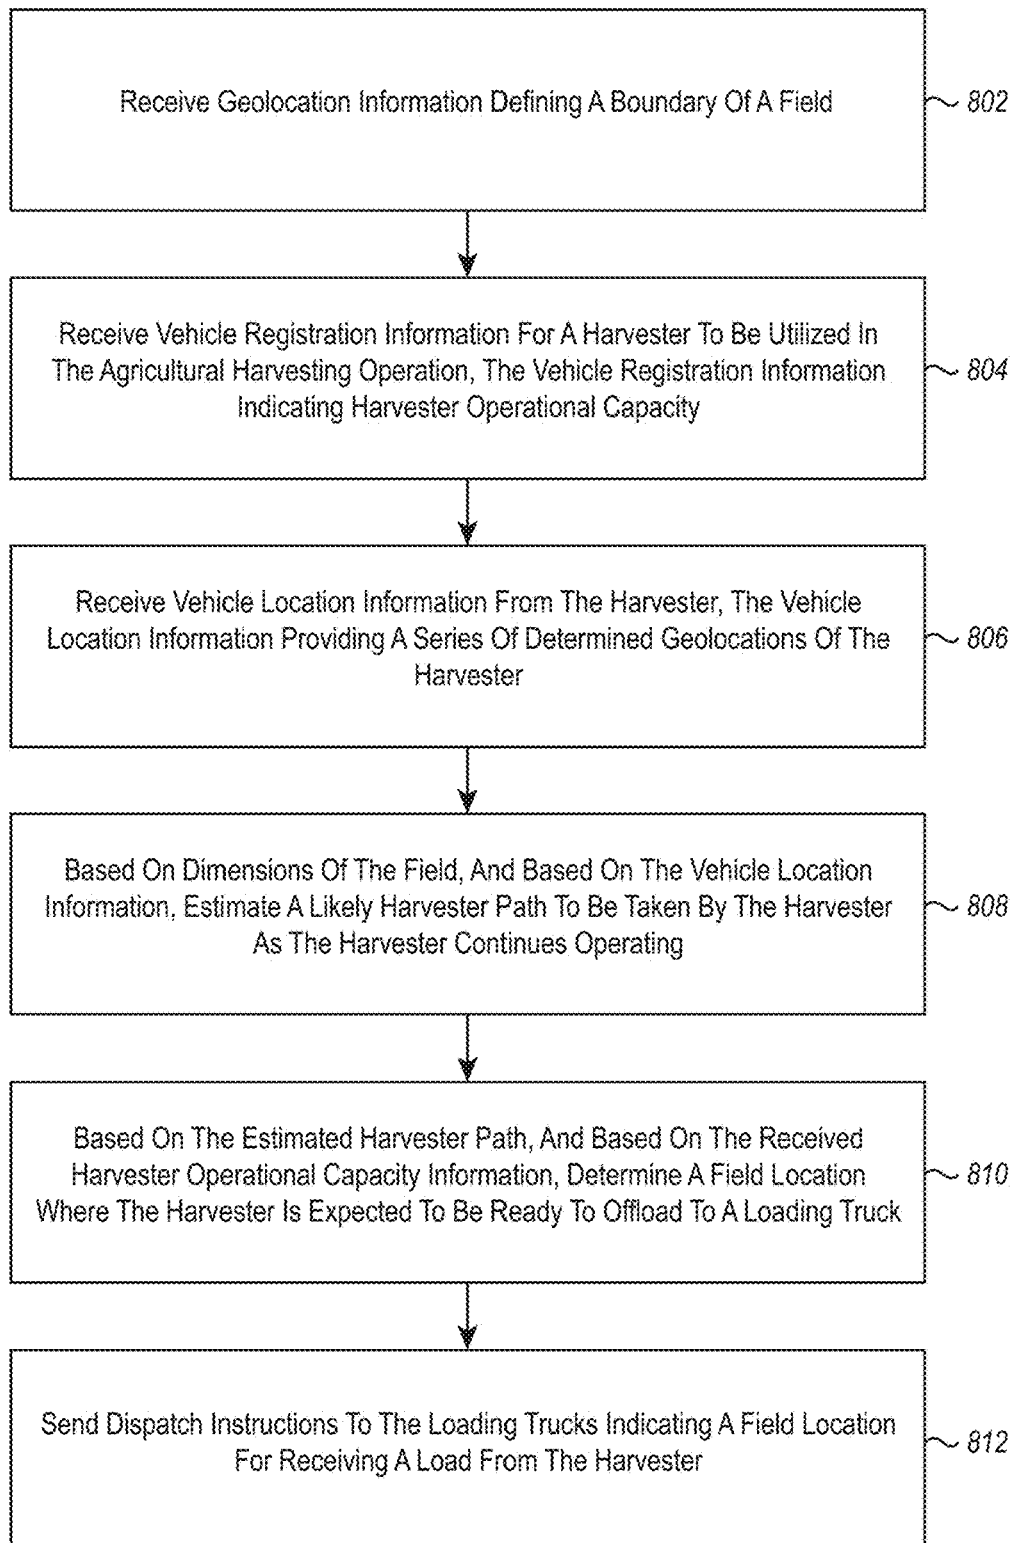 Receive Geolocation Information Defining A Boundary Of A Field
802
Receive Vehicle Registration Information For A Harvester To Be Utilized In
The Agricultural Harvesting Operation, The Vehicle Registration Information
Indicating Harvester Operational Capacity
804
Receive Vehicle Location Information From The Harvester, The Vehicle
Location Information Providing A Series Of Determined Geolocations Of The
Harvester
806
Based On Dimensions Of The Field, And Based On The Vehicle Location
Information, Estimate A Likely Harvester Path To Be Taken By The Harvester
As The Harvester Continues Operating
808
Based On The Estimated Harvester Path, And Based On The Received
Harvester Operational Capacity Information, Determine A Field Location
Where The Harvester Is Expected To Be Ready To Offload To A Loading Truck
810
Send Dispatch Instructions To The Loading Trucks Indicating A Field Location
For Receiving A Load From The Harvester
812